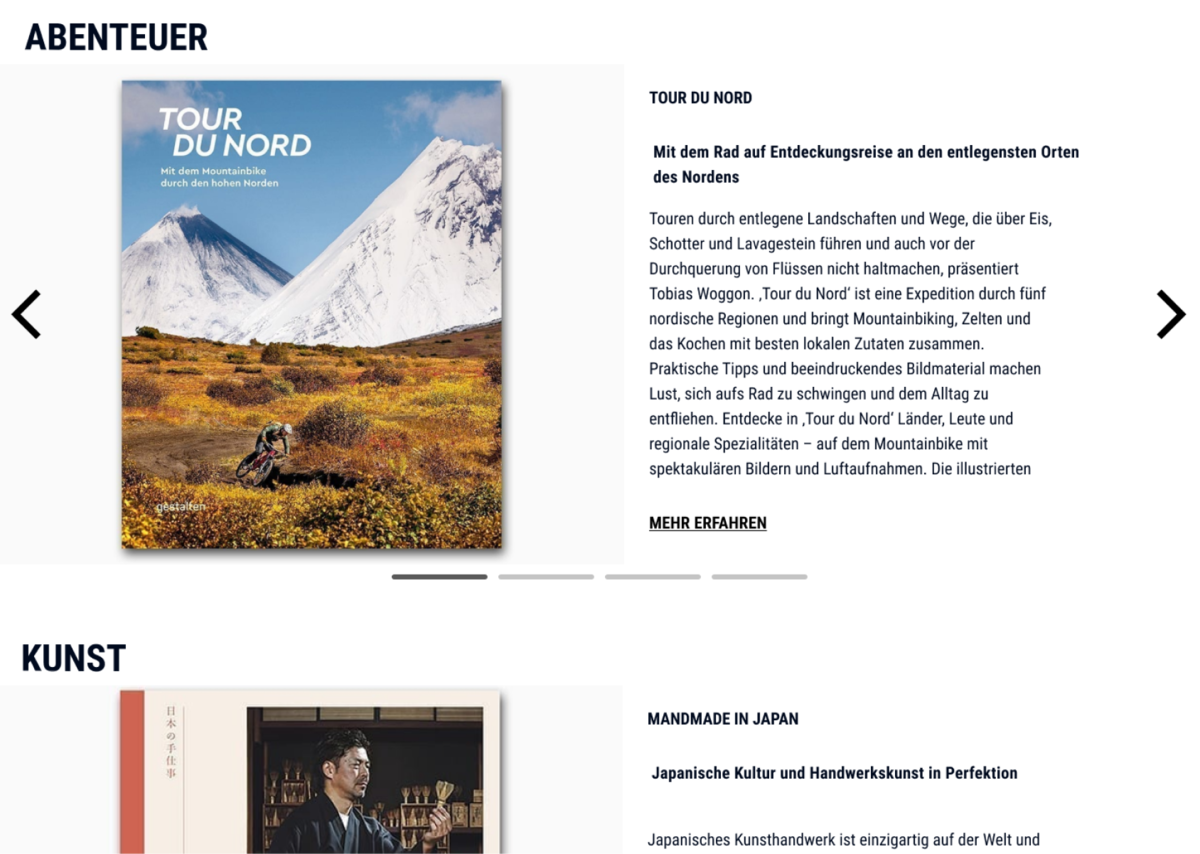 ABENTEUER
TOUR
DU NORD
Mit dem Mountainbike
durch den hohen Norden
gestalten
TOUR DU NORD
Mit dem Rad auf Entdeckungsreise an den entlegensten Orten
des Nordens
Touren durch entlegene Landschaften und Wege, die über Eis,
Schotter und Lavagestein führen und auch vor der
Durchquerung von Flüssen nicht haltmachen, präsentiert
Tobias Woggon. ‚Tour du Nord‘ ist eine Expedition durch fünf
nordische Regionen und bringt Mountainbiking, Zelten und
das Kochen mit besten lokalen Zutaten zusammen.
Praktische Tipps und beeindruckendes Bildmaterial machen
Lust, sich aufs Rad zu schwingen und dem Alltag zu
entfliehen. Entdecke in ‚Tour du Nord‘ Länder, Leute und
regionale Spezialitäten – auf dem Mountainbike mit
spektakulären Bildern und Luftaufnahmen. Die illustrierten
MEHR ERFAHREN
KUNST
日本の手仕事
MANDMADE IN JAPAN
Japanische Kultur und Handwerkskunst in Perfektion
Japanisches Kunsthandwerk ist einzigartig auf der Welt und